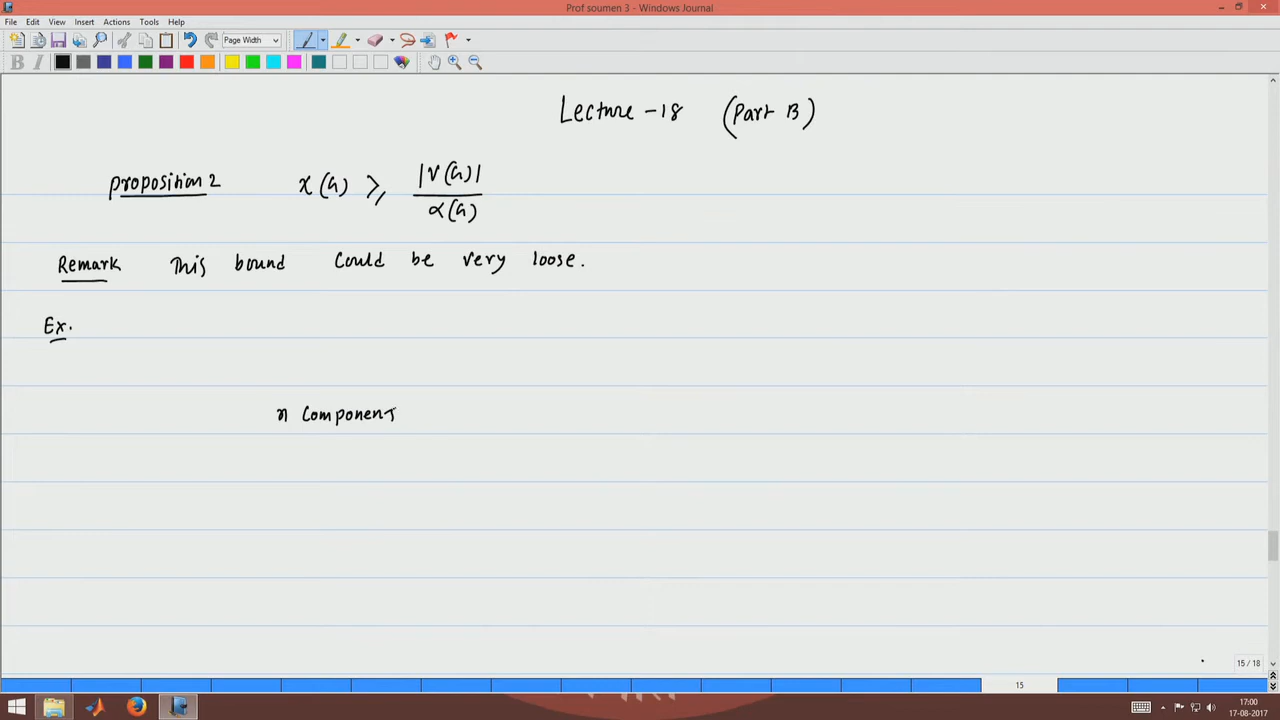 Prof soumen 3 - Windows Journal
File Edit View Insert Actions Tools Help
Page Width
B I
Lecture -18 (Part B)
proposition 2 χ(G) ≥ |V(G)| / α(G)
Remark This bound could be very loose.
Ex.
n component
15 / 18
15
17:00
17-08-2017